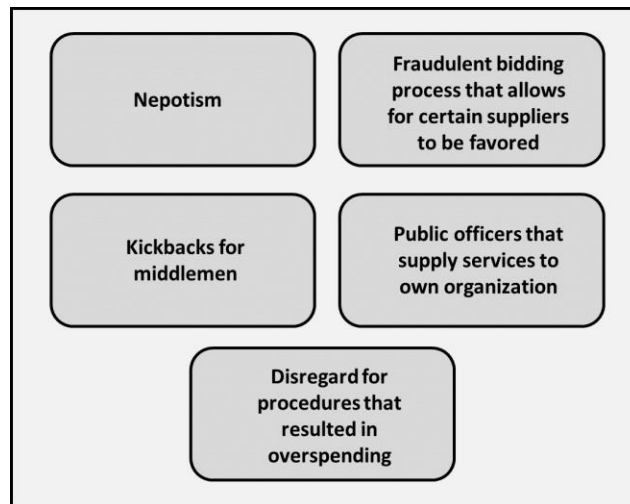 Nepotism
Fraudulent bidding
process that allows
for certain suppliers
to be favored
Kickbacks for
middlemen
Public officers that
supply services to
own organization
Disregard for
procedures that
resulted in
overspending